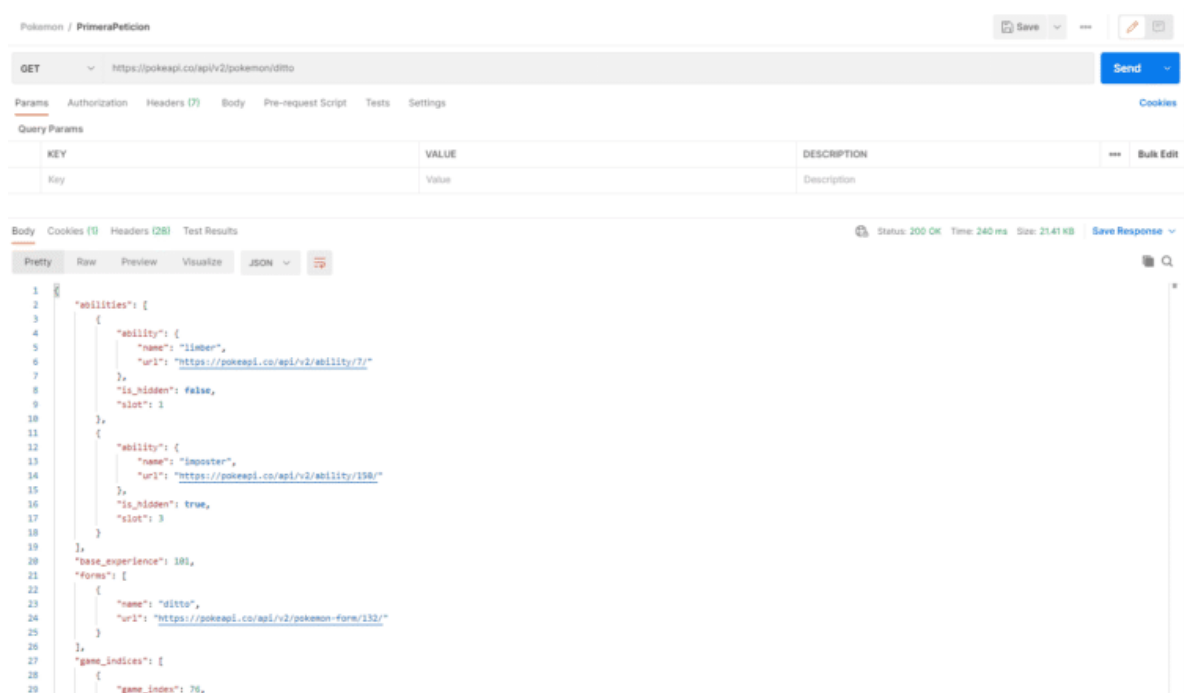 Pokemon / PrimeraPeticion
Save
GET https://pokeapi.co/api/v2/pokemon/ditto Send
Params Authorization Headers (7) Body Pre-request Script Tests Settings Cookies
Query Params
KEY VALUE DESCRIPTION Bulk Edit
Key Value Description
Body Cookies (1) Headers (28) Test Results Status: 200 OK Time: 240 ms Size: 21.41 KB Save Response
Pretty Raw Preview Visualize JSON
1 {
2 "abilities": [
3 {
4 "ability": {
5 "name": "limber",
6 "url": "https://pokeapi.co/api/v2/ability/7/"
7 },
8 "is_hidden": false,
9 "slot": 1
10 },
11 {
12 "ability": {
13 "name": "imposter",
14 "url": "https://pokeapi.co/api/v2/ability/150/"
15 },
16 "is_hidden": true,
17 "slot": 3
18 }
19 ],
20 "base_experience": 101,
21 "forms": [
22 {
23 "name": "ditto",
24 "url": "https://pokeapi.co/api/v2/pokemon-form/132/"
25 }
26 ],
27 "game_indices": [
28 {
29 "game_index": 76,